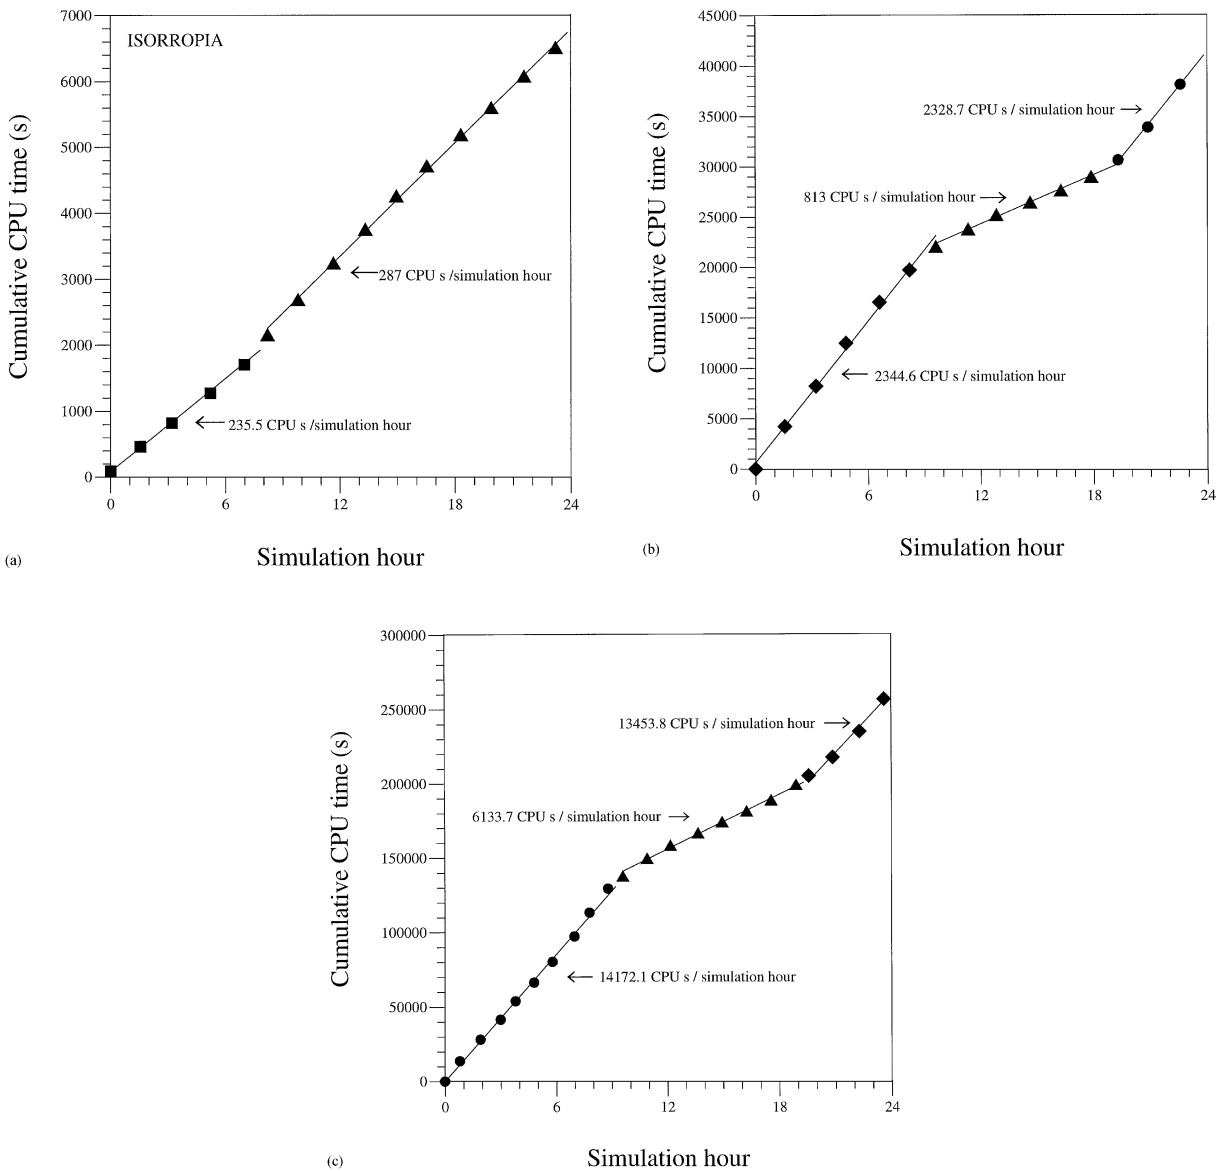 7000
6000
5000
4000
3000
2000
1000
0
Cumulative CPU time (s)
ISORROPIA
287 CPU s /simulation hour
235.5 CPU s /simulation hour
0 6 12 18 24
Simulation hour
(a)
45000
40000
35000
30000
25000
20000
15000
10000
5000
0
Cumulative CPU time (s)
2328.7 CPU s / simulation hour
813 CPU s / simulation hour
2344.6 CPU s / simulation hour
0 6 12 18 24
Simulation hour
(b)
300000
250000
200000
150000
100000
50000
0
Cumulative CPU time (s)
13453.8 CPU s / simulation hour
6133.7 CPU s / simulation hour
14172.1 CPU s / simulation hour
0 6 12 18 24
Simulation hour
(c)